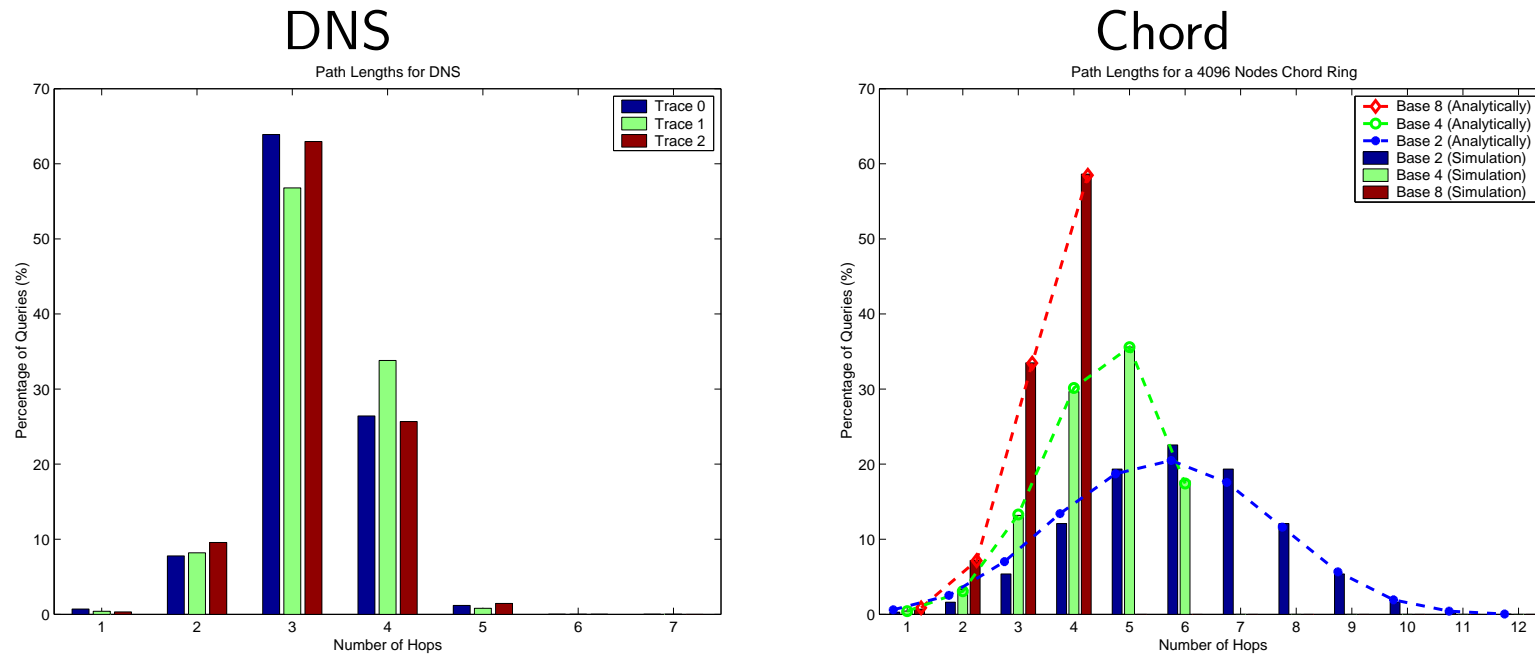 DNS
Path Lengths for DNS
70
60
50
40
30
20
10
0
Percentage of Queries (%)
Trace 0
Trace 1
Trace 2
1 2 3 4 5 6 7
Number of Hops
Chord
Path Lengths for a 4096 Nodes Chord Ring
70
60
50
40
30
20
10
0
Percentage of Queries (%)
Base 8 (Analytically)
Base 4 (Analytically)
Base 2 (Analytically)
Base 2 (Simulation)
Base 4 (Simulation)
Base 8 (Simulation)
1 2 3 4 5 6 7 8 9 10 11 12
Number of Hops